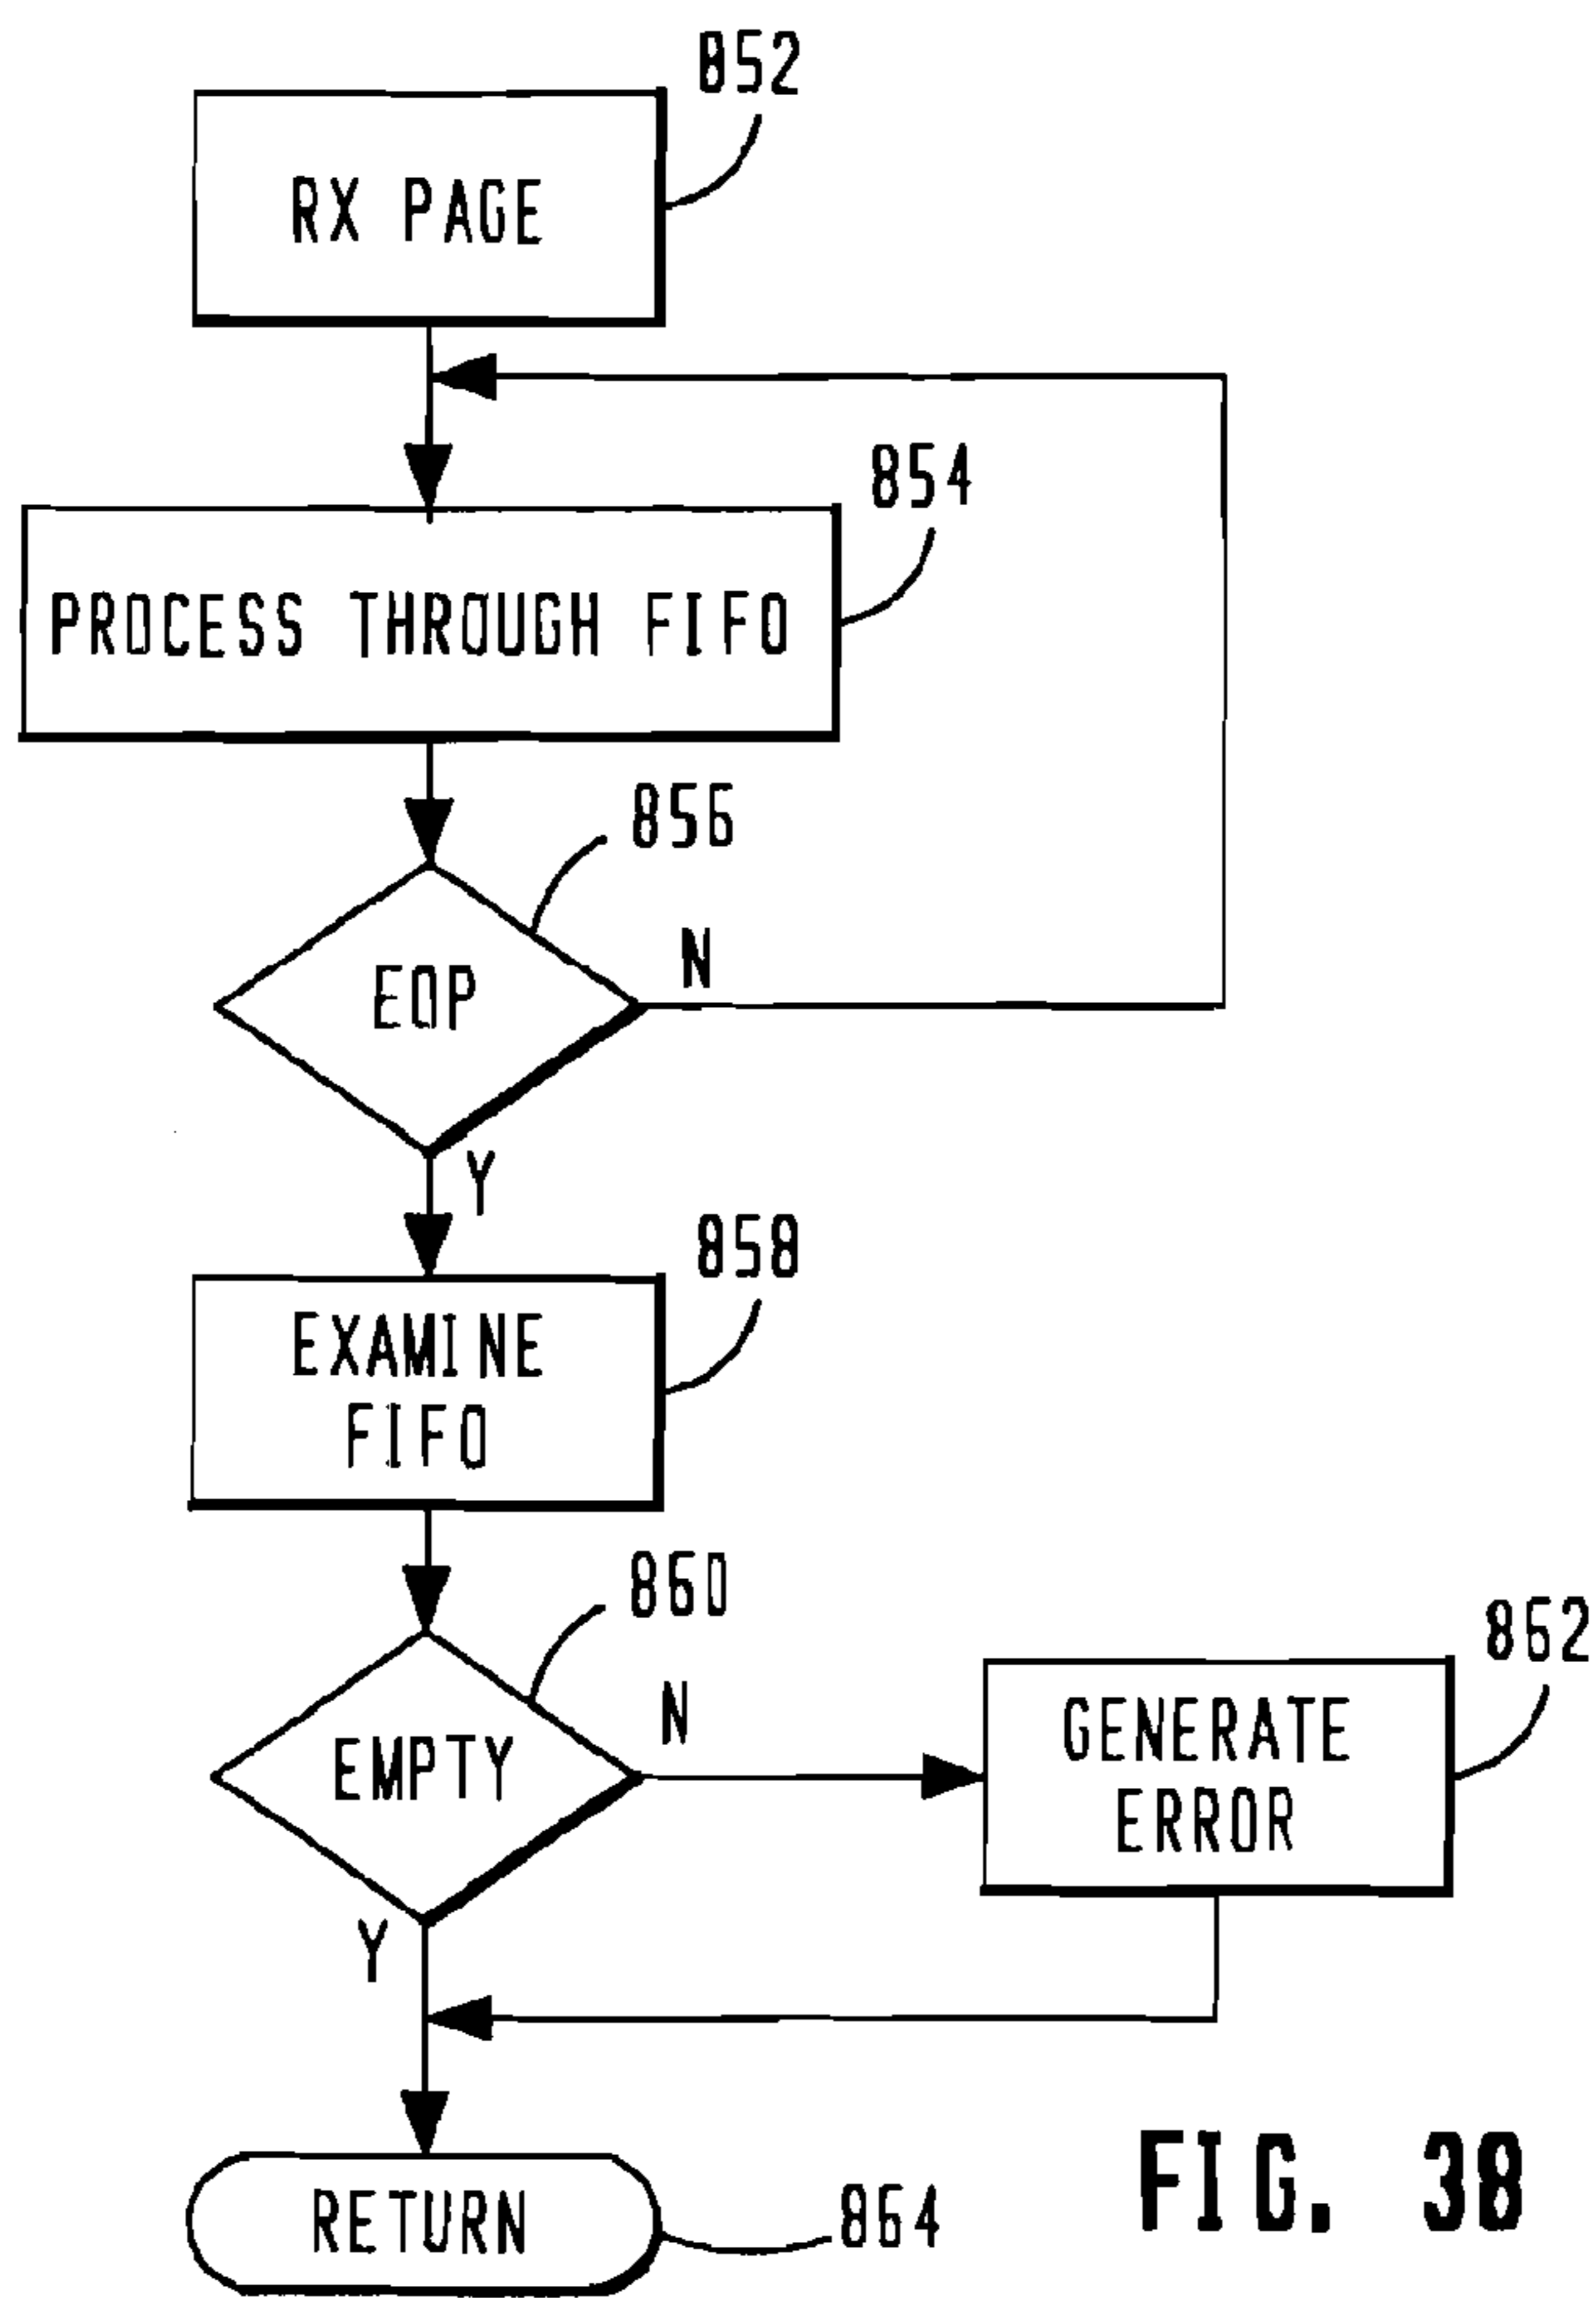 852
RX PAGE
854
PROCESS THROUGH FIFO
856
EOP
N
Y
858
EXAMINE
FIFO
860
EMPTY
N
862
GENERATE
ERROR
Y
RETURN
864
FIG. 38